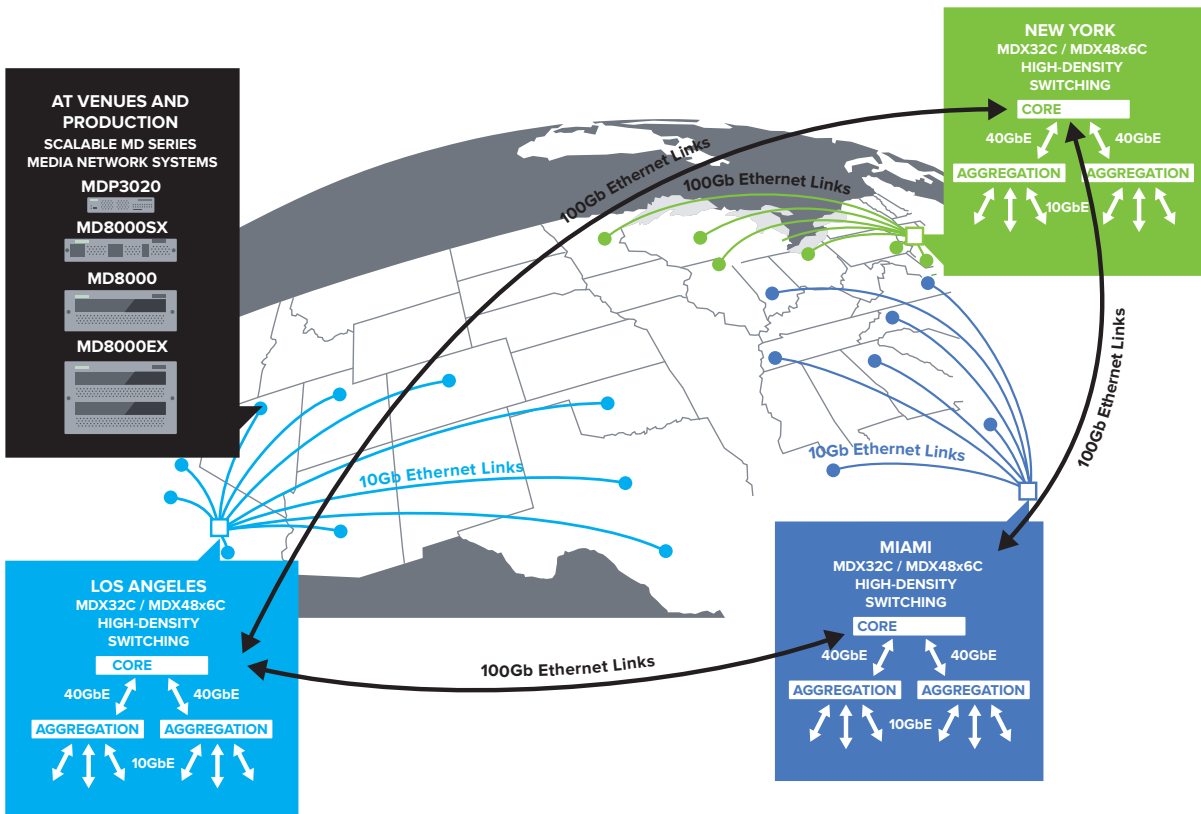 AT VENUES AND
PRODUCTION
SCALABLE MD SERIES
MEDIA NETWORK SYSTEMS
MDP3020
MD8000SX
MD8000
MD8000EX
NEW YORK
MDX32C / MDX48x6C
HIGH-DENSITY
SWITCHING
CORE
40GbE
40GbE
AGGREGATION
AGGREGATION
10GbE
100Gb Ethernet Links
100Gb Ethernet Links
100Gb Ethernet Links
10Gb Ethernet Links
10Gb Ethernet Links
LOS ANGELES
MDX32C / MDX48x6C
HIGH-DENSITY
SWITCHING
CORE
40GbE
40GbE
AGGREGATION
AGGREGATION
10GbE
100Gb Ethernet Links
MIAMI
MDX32C / MDX48x6C
HIGH-DENSITY
SWITCHING
CORE
40GbE
40GbE
AGGREGATION
AGGREGATION
10GbE